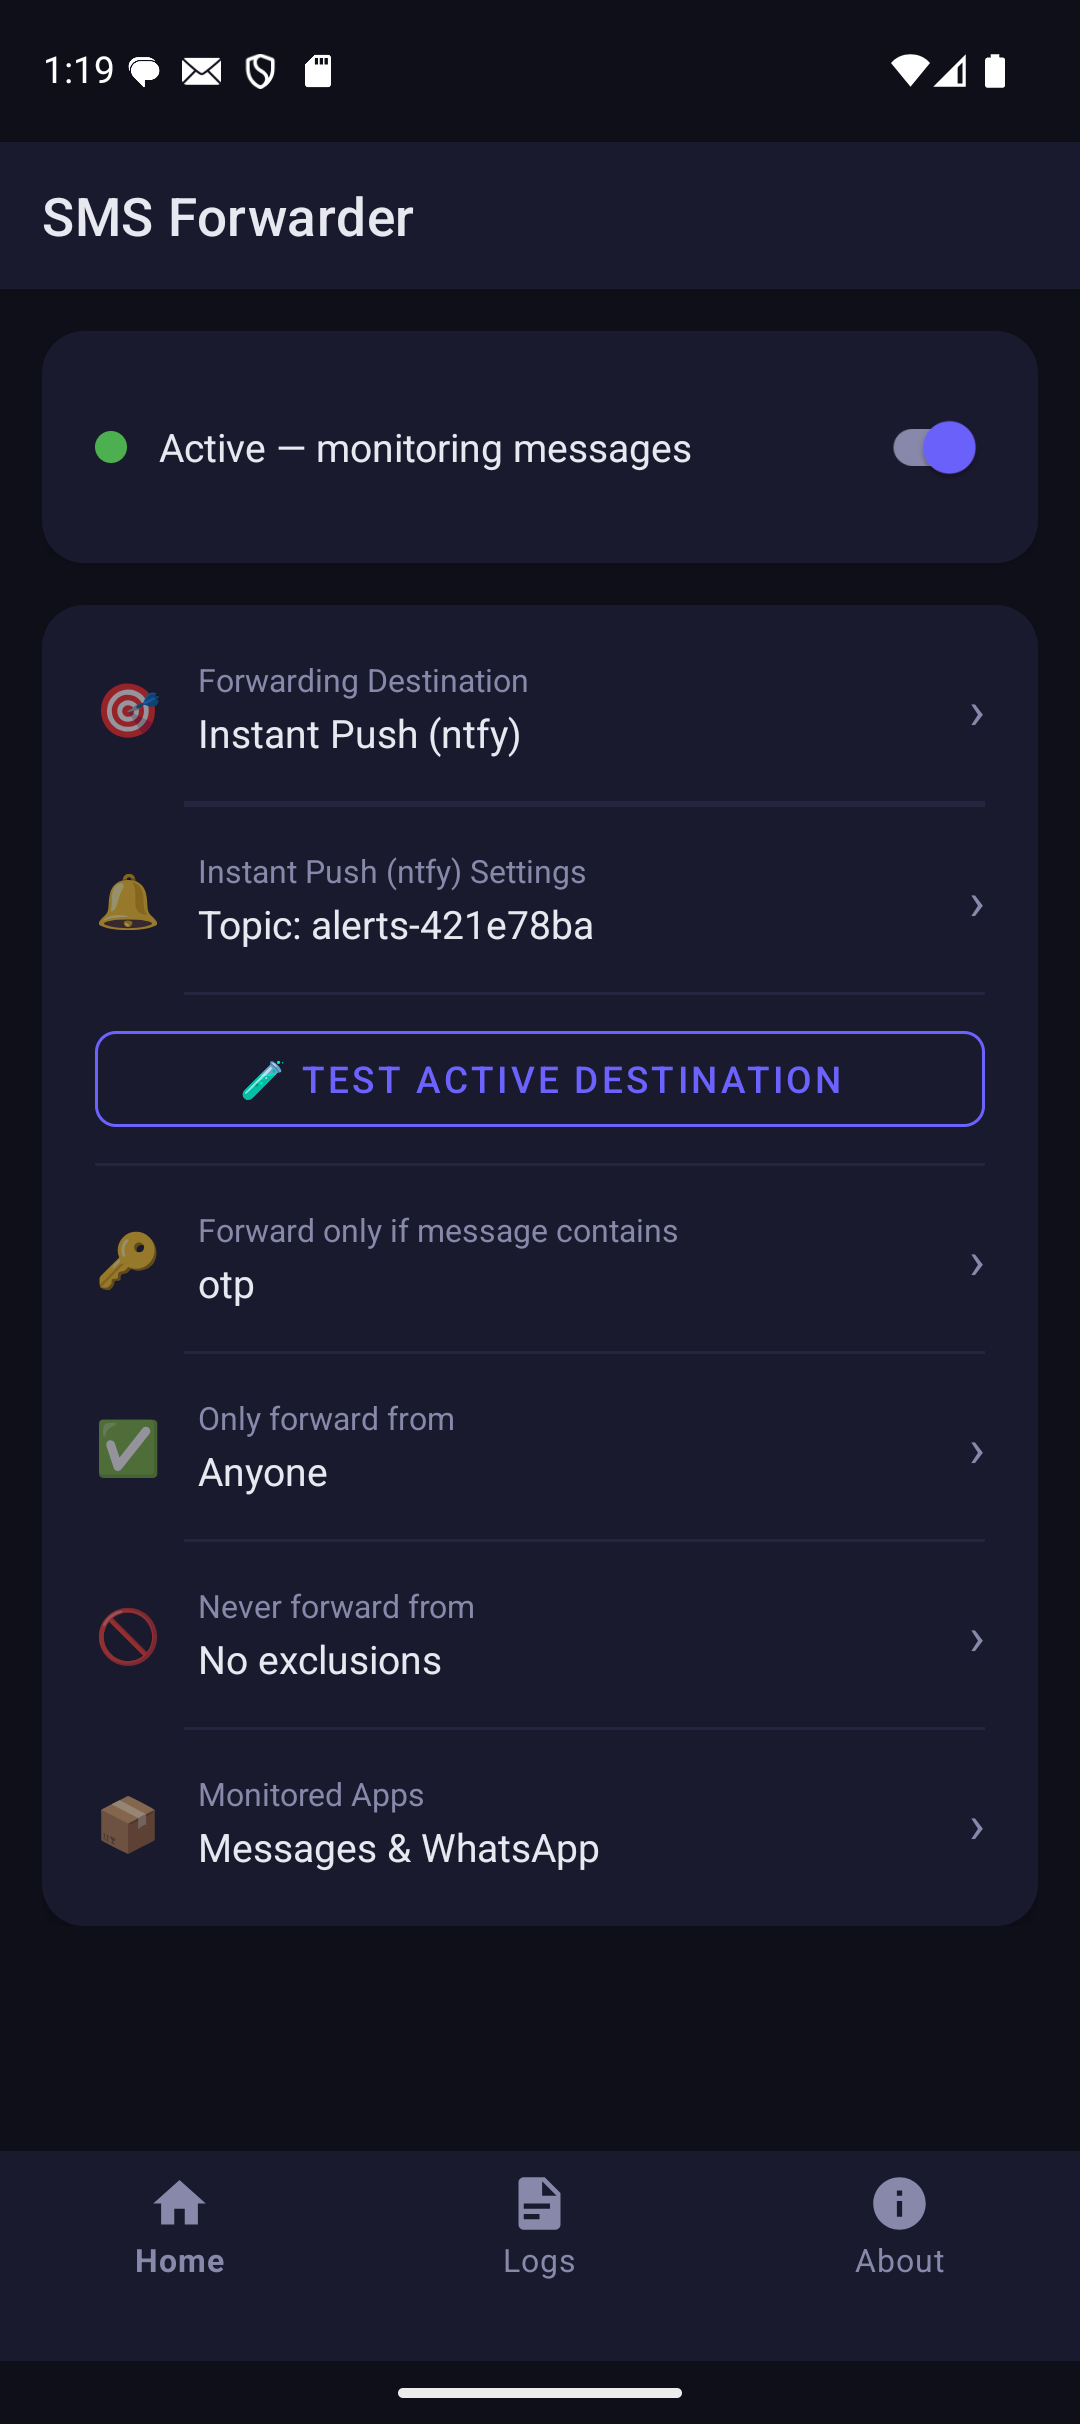 1:19
SMS Forwarder
Active — monitoring messages
Forwarding Destination
Instant Push (ntfy)
Instant Push (ntfy) Settings
Topic: alerts-421e78ba
TEST ACTIVE DESTINATION
Forward only if message contains
otp
Only forward from
Anyone
Never forward from
No exclusions
Monitored Apps
Messages & WhatsApp
Home
Logs
About